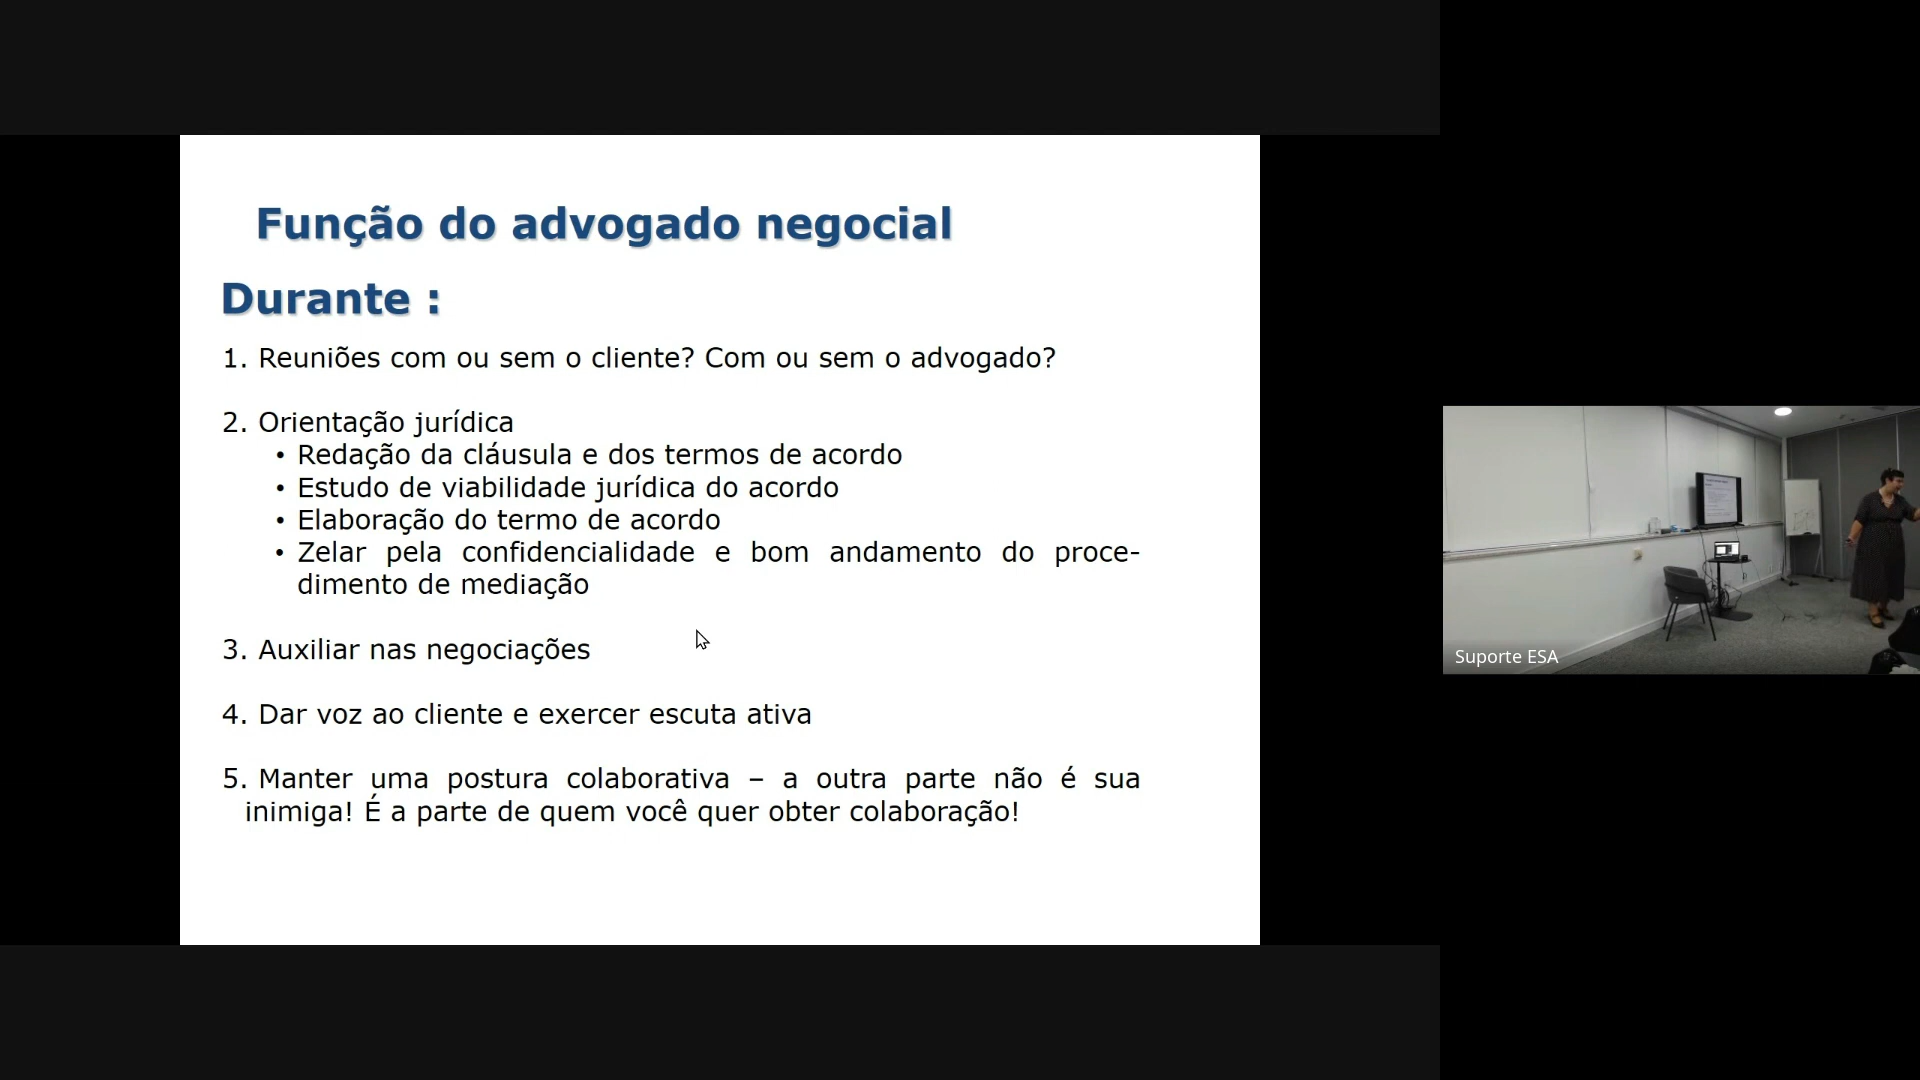 Função do advogado negocial
Durante :
1. Reuniões com ou sem o cliente? Com ou sem o advogado?
2. Orientação jurídica
• Redação da cláusula e dos termos de acordo
• Estudo de viabilidade jurídica do acordo
• Elaboração do termo de acordo
• Zelar pela confidencialidade e bom andamento do proce-
dimento de mediação
3. Auxiliar nas negociações
4. Dar voz ao cliente e exercer escuta ativa
5. Manter uma postura colaborativa – a outra parte não é sua
inimiga! É a parte de quem você quer obter colaboração!
Suporte ESA